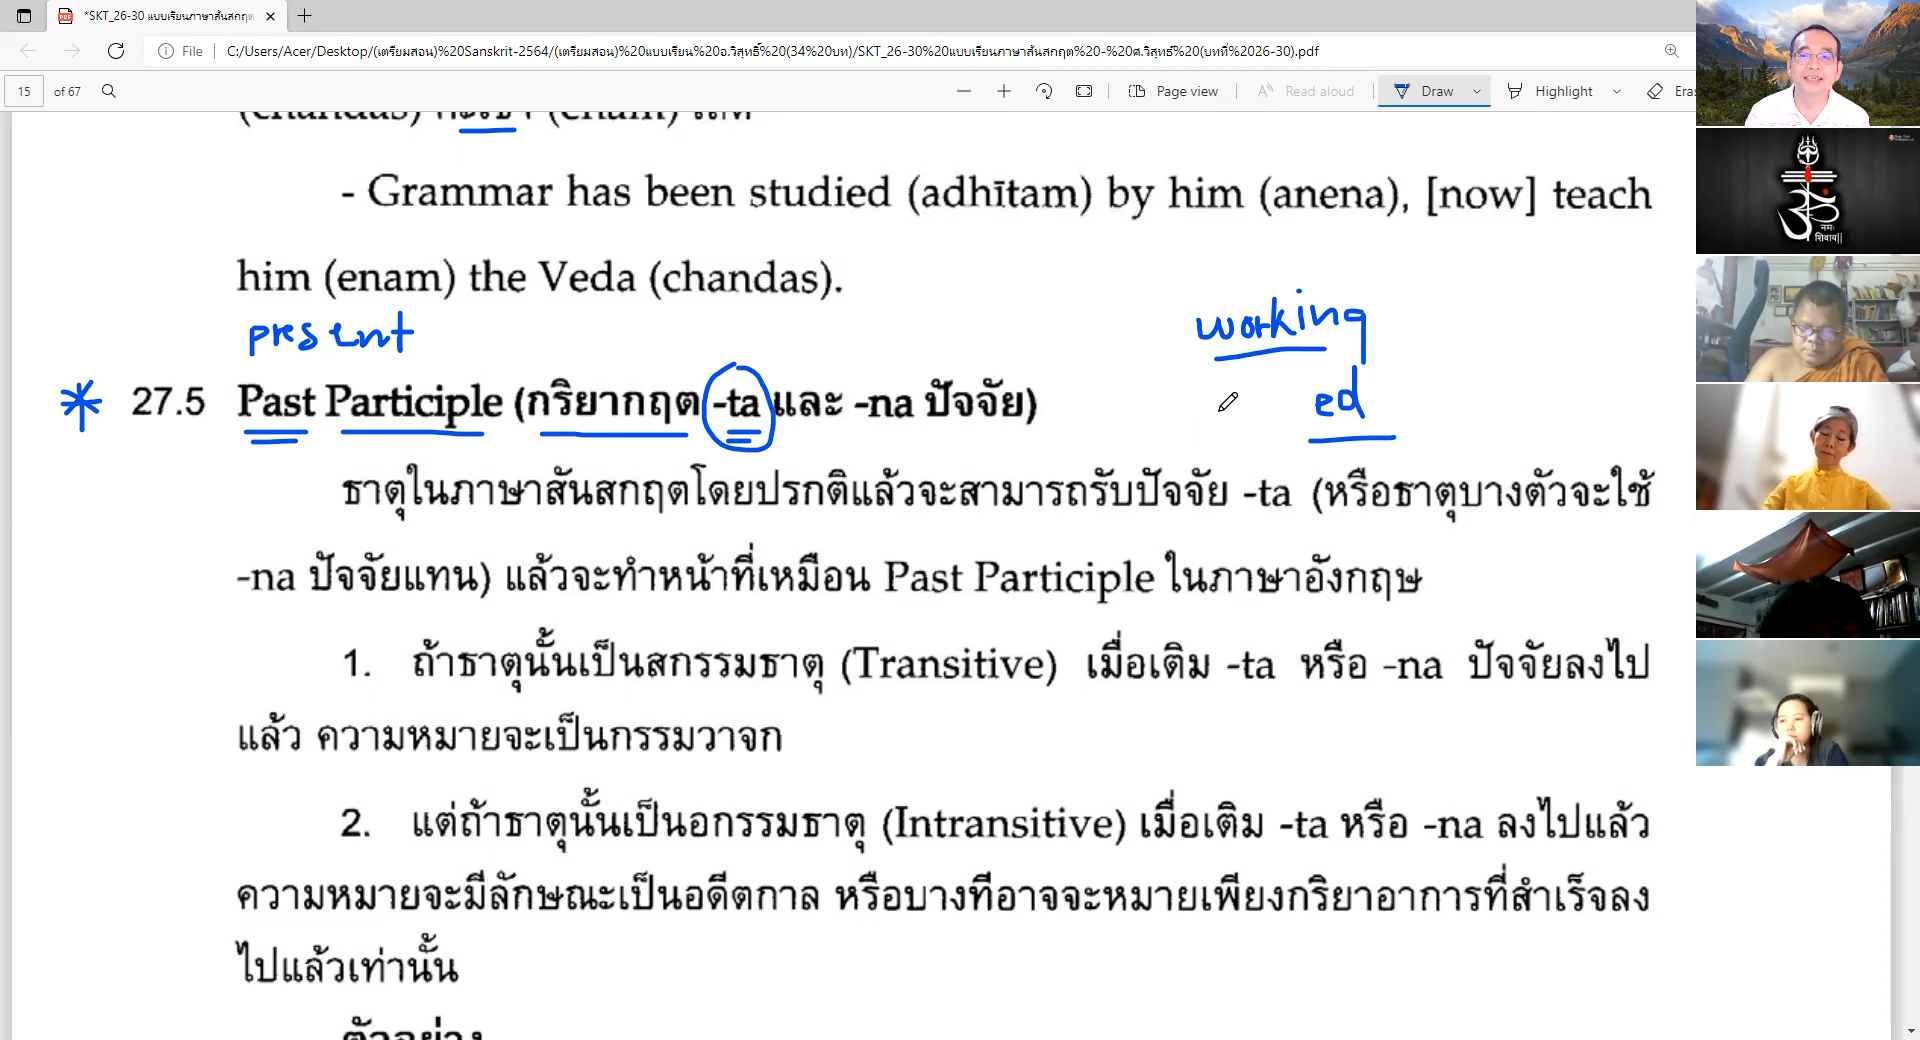 *SKT_26-30 แบบเรียนภาษาสันสกฤต
File
C:/Users/Acer/Desktop/(เตรียมสอน)%20Sanskrit-2564/(เตรียมสอน)%20แบบเรียน%20อ.วิสุทธิ์%20(34%20บท)/SKT_26-30%20แบบเรียนภาษาสันสกฤต%20-%20ศ.วิสุทธ์%20(บทที่%2026-30).pdf
15 of 67
Page view
Read aloud
Draw
Highlight
Eras
- Grammar has been studied (adhītam) by him (anena), [now] teach
him (enam) the Veda (chandas).
present
working
27.5 Past Participle (กริยากฤต -ta และ -na ปัจจัย)
ed
ธาตุในภาษาสันสกฤตโดยปรกติแล้วจะสามารถรับปัจจัย -ta (หรือธาตุบางตัวจะใช้
-na ปัจจัยแทน) แล้วจะทำหน้าที่เหมือน Past Participle ในภาษาอังกฤษ
1. ถ้าธาตุนั้นเป็นสกรรมธาตุ (Transitive) เมื่อเติม -ta หรือ -na ปัจจัยลงไป
แล้ว ความหมายจะเป็นกรรมวาจก
2. แต่ถ้าธาตุนั้นเป็นอกรรมธาตุ (Intransitive) เมื่อเติม -ta หรือ -na ลงไปแล้ว
ความหมายจะมีลักษณะเป็นอดีตกาล หรือบางทีอาจจะหมายเพียงกริยาอาการที่สำเร็จลง
ไปแล้วเท่านั้น
ตัวอย่าง
नमः
शिवाय||